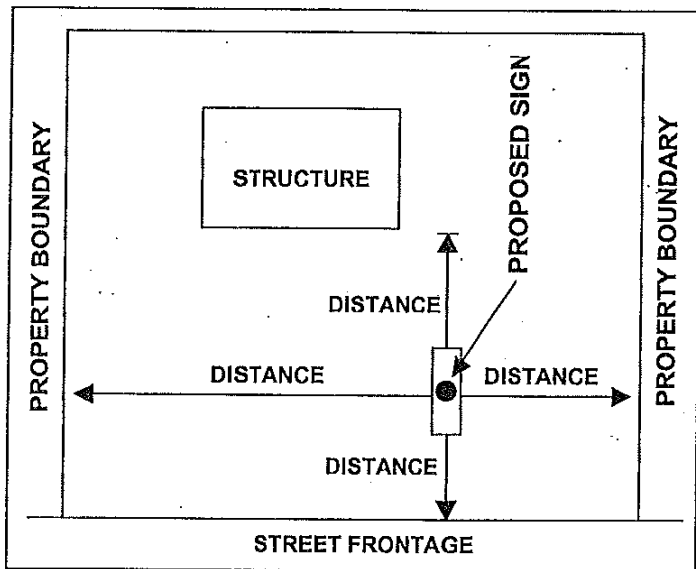 PROPERTY BOUNDARY
PROPOSED SIGN
PROPERTY BOUNDARY
STRUCTURE
DISTANCE
DISTANCE
DISTANCE
DISTANCE
STREET FRONTAGE